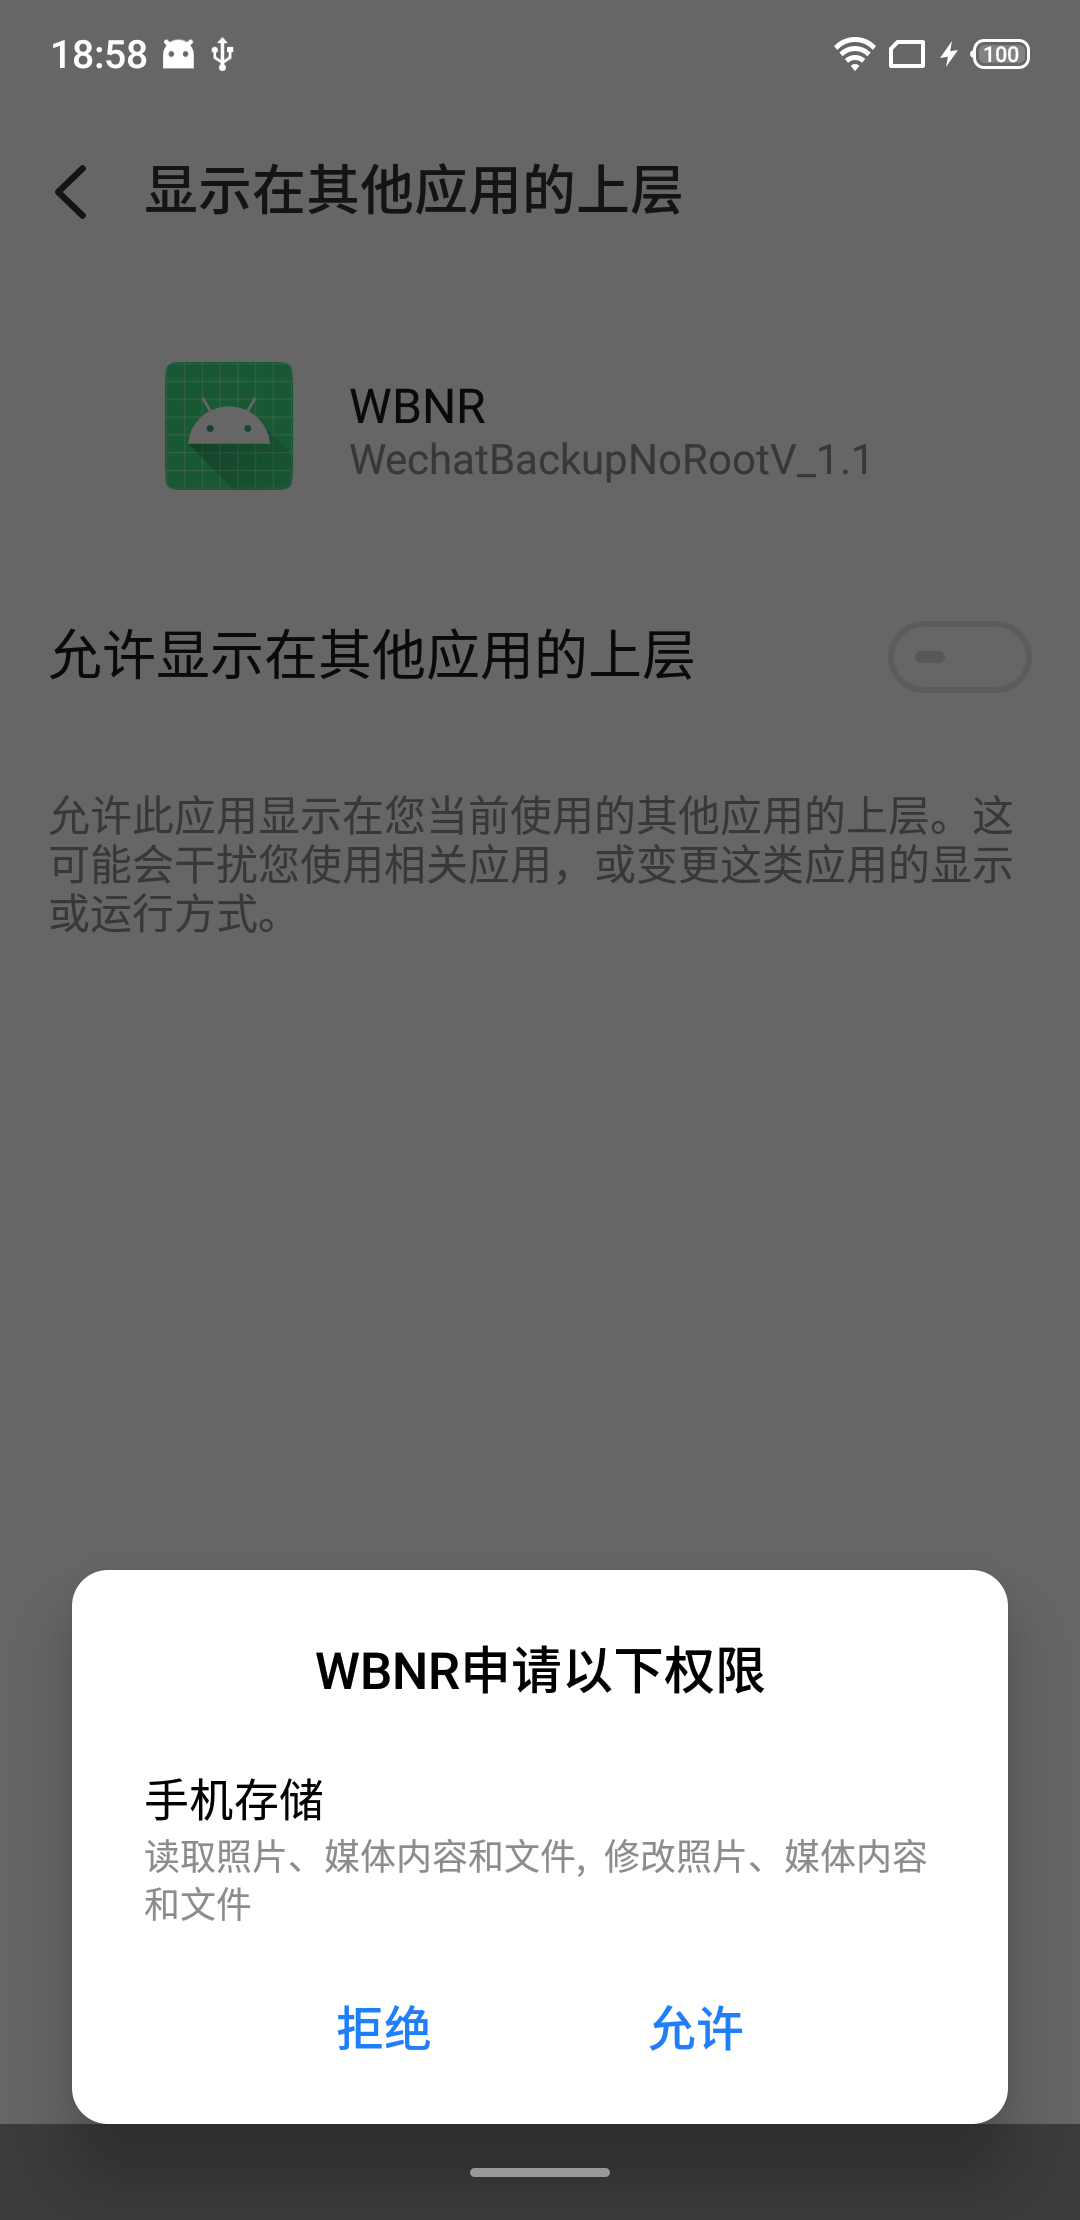 18:58
100
显示在其他应用的上层
WBNR
WechatBackupNoRootV_1.1
允许显示在其他应用的上层
允许此应用显示在您当前使用的其他应用的上层。这
可能会干扰您使用相关应用，或变更这类应用的显示
或运行方式。
WBNR申请以下权限
手机存储
读取照片、媒体内容和文件, 修改照片、媒体内容
和文件
拒绝
允许